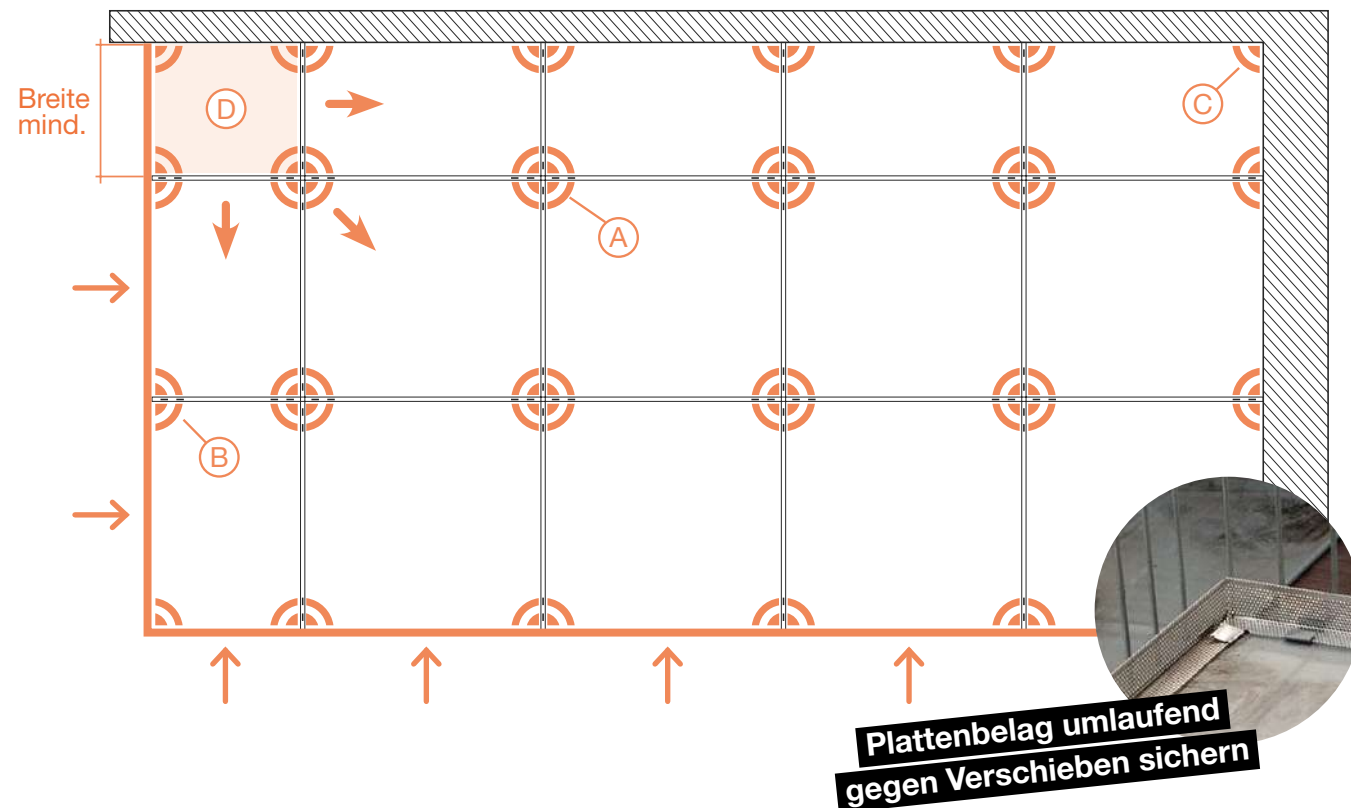 Breite
mind.
D
C
A
B
Plattenbelag umlaufend
gegen Verschieben sichern